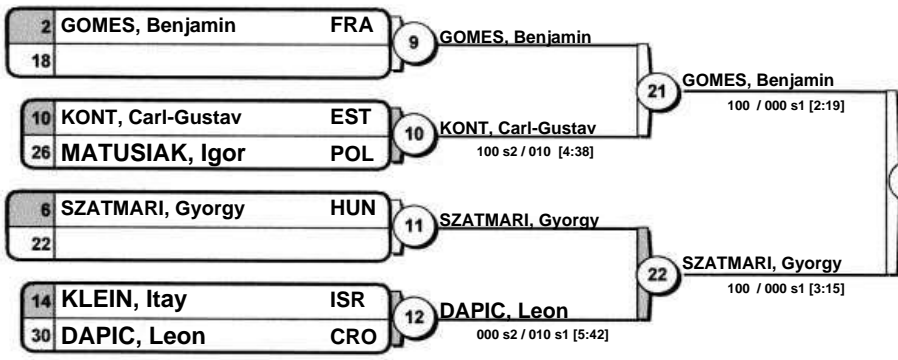 2 GOMES, Benjamin FRA
18
9 GOMES, Benjamin
10 KONT, Carl-Gustav EST
26 MATUSIAK, Igor POL
10 KONT, Carl-Gustav
100 s2 / 010 [4:38]
21 GOMES, Benjamin
100 / 000 s1 [2:19]
6 SZATMARI, Gyorgy HUN
22
11 SZATMARI, Gyorgy
14 KLEIN, Itay ISR
30 DAPIC, Leon CRO
12 DAPIC, Leon
000 s2 / 010 s1 [5:42]
22 SZATMARI, Gyorgy
100 / 000 s1 [3:15]